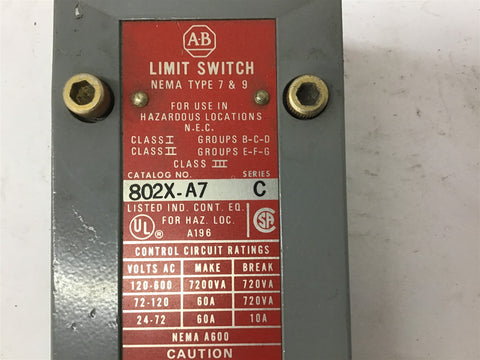 A-B
LIMIT SWITCH
NEMA TYPE 7 & 9
FOR USE IN
HAZARDOUS LOCATIONS
N.E.C.
CLASS I GROUPS B-C-D
CLASS II GROUPS E-F-G
CLASS III
CATALOG NO. SERIES
802X-A7 C
LISTED IND. CONT. EQ.
UL FOR HAZ. LOC. SA
A196
CONTROL CIRCUIT RATINGS
VOLTS AC MAKE BREAK
120-600 7200VA 720VA
72-120 60A 720VA
24-72 60A 10A
NEMA A600
CAUTION